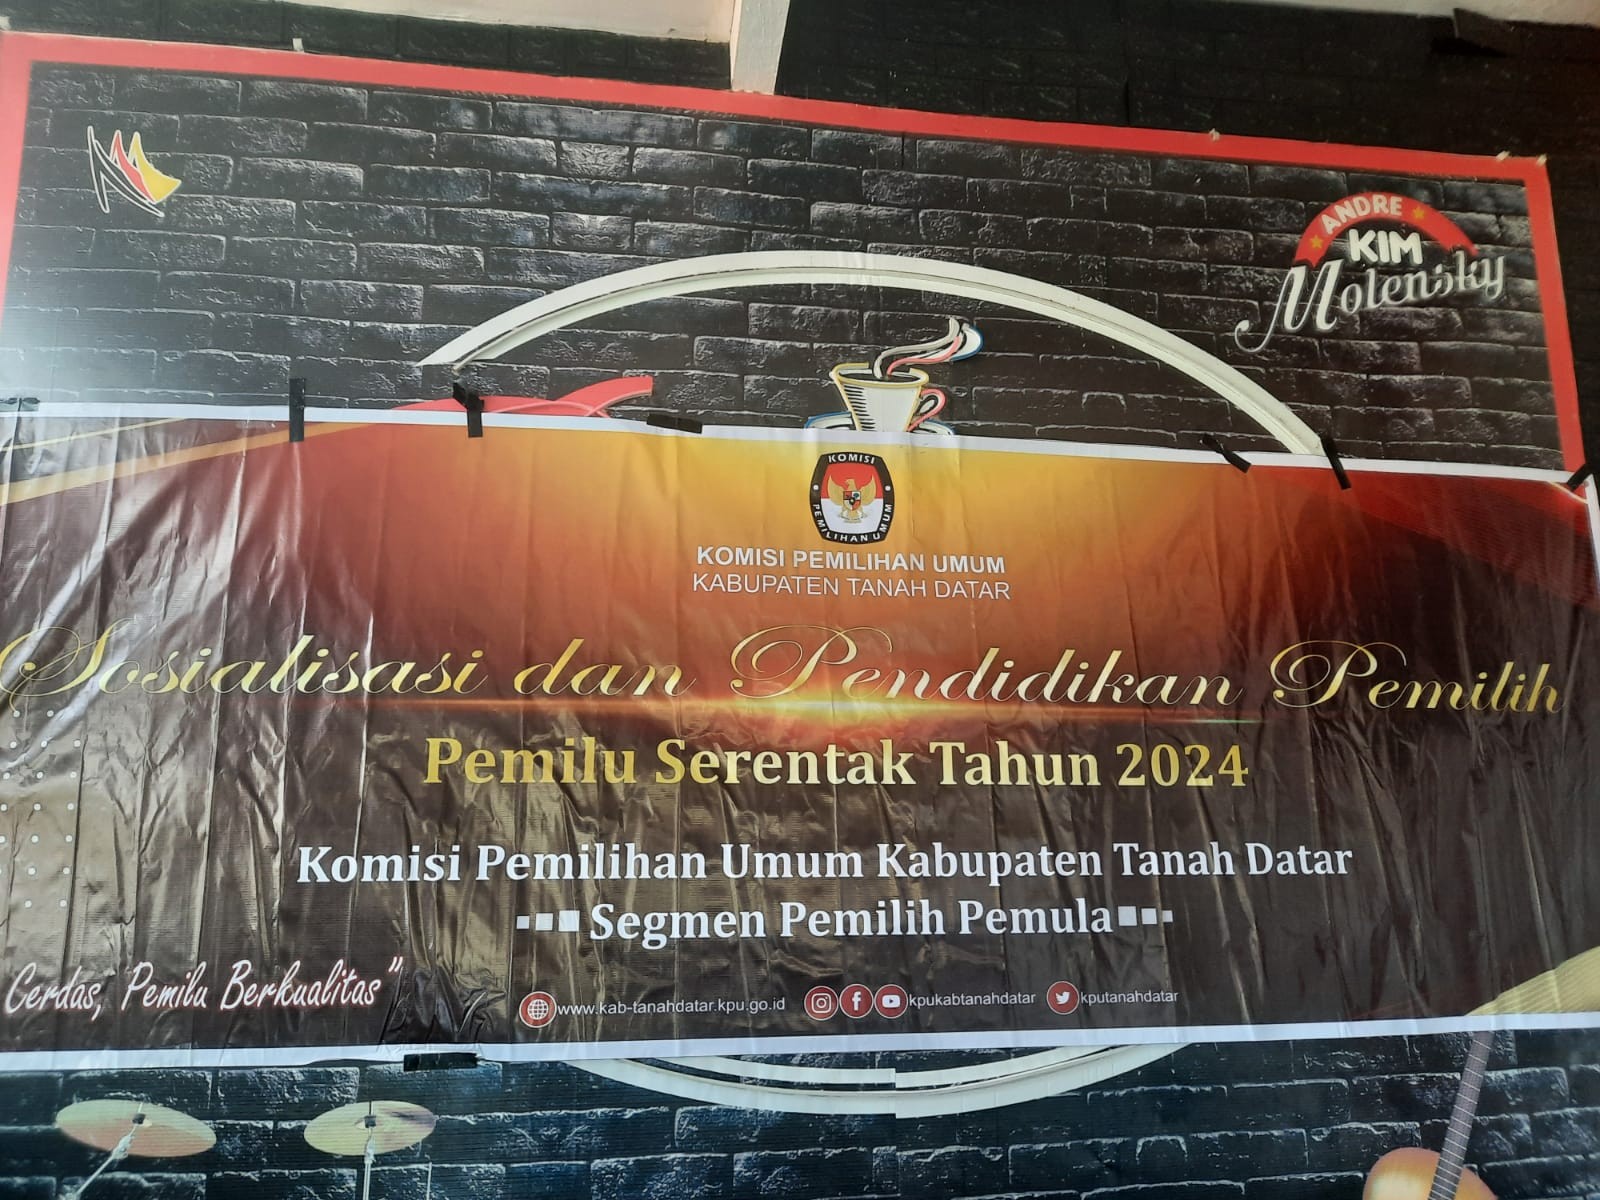 ANDRE
KIM
Molensky
KOMISI
PEMILIHAN UMUM
KOMISI PEMILIHAN UMUM
KABUPATEN TANAH DATAR
Sosialisasi dan Pendidikan Pemilih
Pemilu Serentak Tahun 2024
Komisi Pemilihan Umum Kabupaten Tanah Datar
Segmen Pemilih Pemula
Cerdas, Pemilu Berkualitas"
www.kab-tanahdatar.kpu.go.id kpukabtanahdatar kputanahdatar